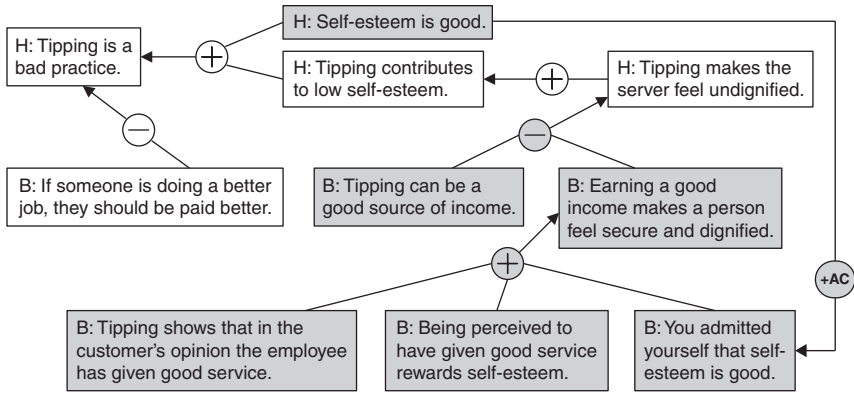 H: Self-esteem is good.
H: Tipping is a
bad practice.
+
H: Tipping contributes
to low self-esteem.
+
H: Tipping makes the
server feel undignified.
−
−
B: If someone is doing a better
job, they should be paid better.
B: Tipping can be a
good source of income.
B: Earning a good
income makes a person
feel secure and dignified.
+
+AC
B: Tipping shows that in the
customer's opinion the employee
has given good service.
B: Being perceived to
have given good service
rewards self-esteem.
B: You admitted
yourself that self-
esteem is good.